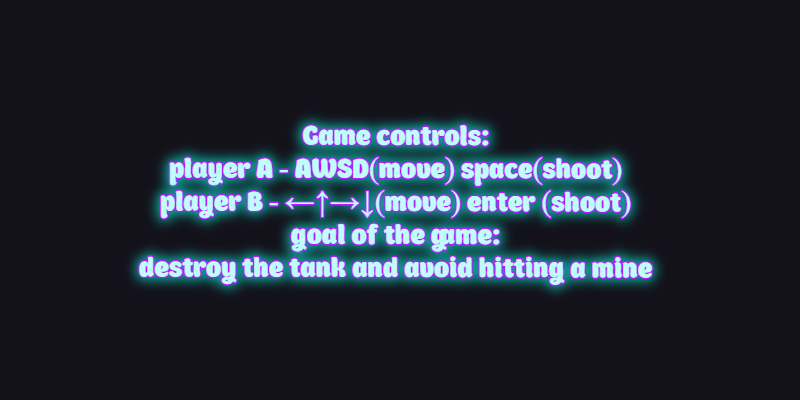 Game controls:
player A - AWSD(move) space(shoot)
player B - ←↑→↓(move) enter (shoot)
goal of the game:
destroy the tank and avoid hitting a mine